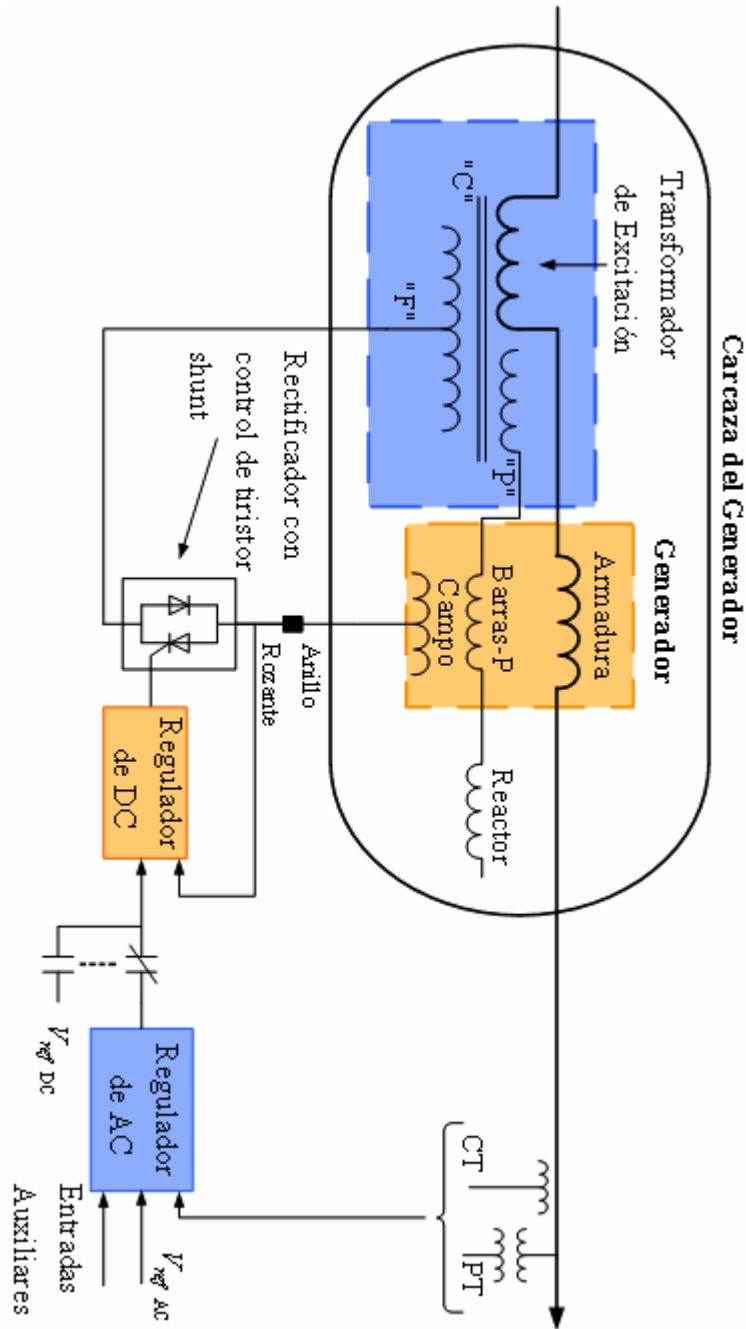 Carcaza del Generador
Transformador
de Excitación
"C"
"F"
"P"
Generador
Armadura
Barras-P
Campo
Reactor
Anillo
Rozante
Rectificador con
control de tiristor
shunt
Regulador
de DC
Regulador
de AC
V ref DC
V ref AC
Entradas
Auxiliares
CT
PT